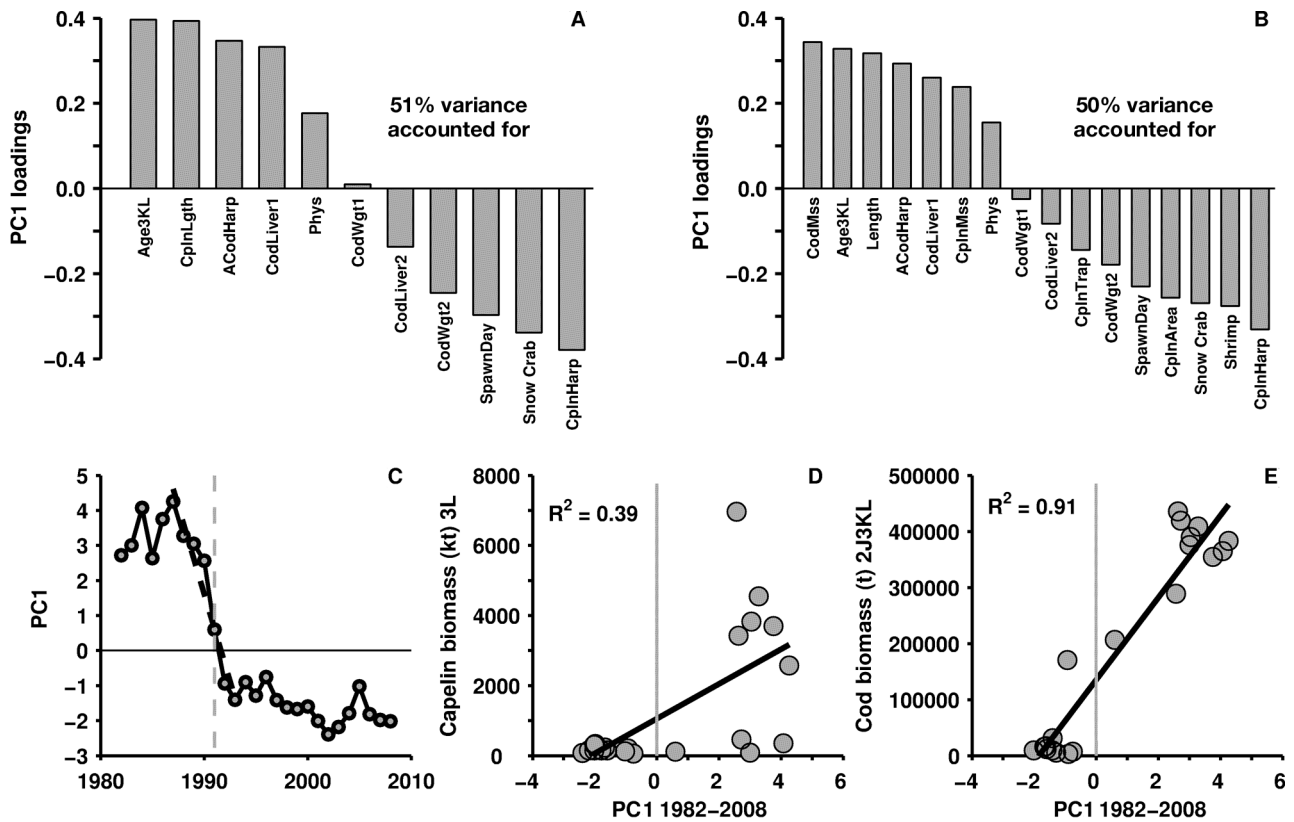 A
0.4
0.2
0.0
−0.2
−0.4
PC1 loadings
51% variance
accounted for
Age3KL
CplnLgth
ACodHarp
CodLiver1
Phys
CodWgt1
CodLiver2
CodWgt2
SpawnDay
Snow Crab
CplnHarp
B
0.4
0.2
0.0
−0.2
−0.4
PC1 loadings
50% variance
accounted for
CodMss
Age3KL
Length
ACodHarp
CodLiver1
CplnMss
Phys
CodWgt1
CodLiver2
CplnTrap
CodWgt2
SpawnDay
CplnArea
Snow Crab
Shrimp
CplnHarp
C
5
4
3
2
1
0
−1
−2
−3
PC1
1980 1990 2000 2010
D
8000
6000
4000
2000
0
Capelin biomass (kt) 3L
R² = 0.39
−4 −2 0 2 4 6
PC1 1982−2008
E
500000
400000
300000
200000
100000
0
Cod biomass (t) 2J3KL
R² = 0.91
−4 −2 0 2 4 6
PC1 1982−2008